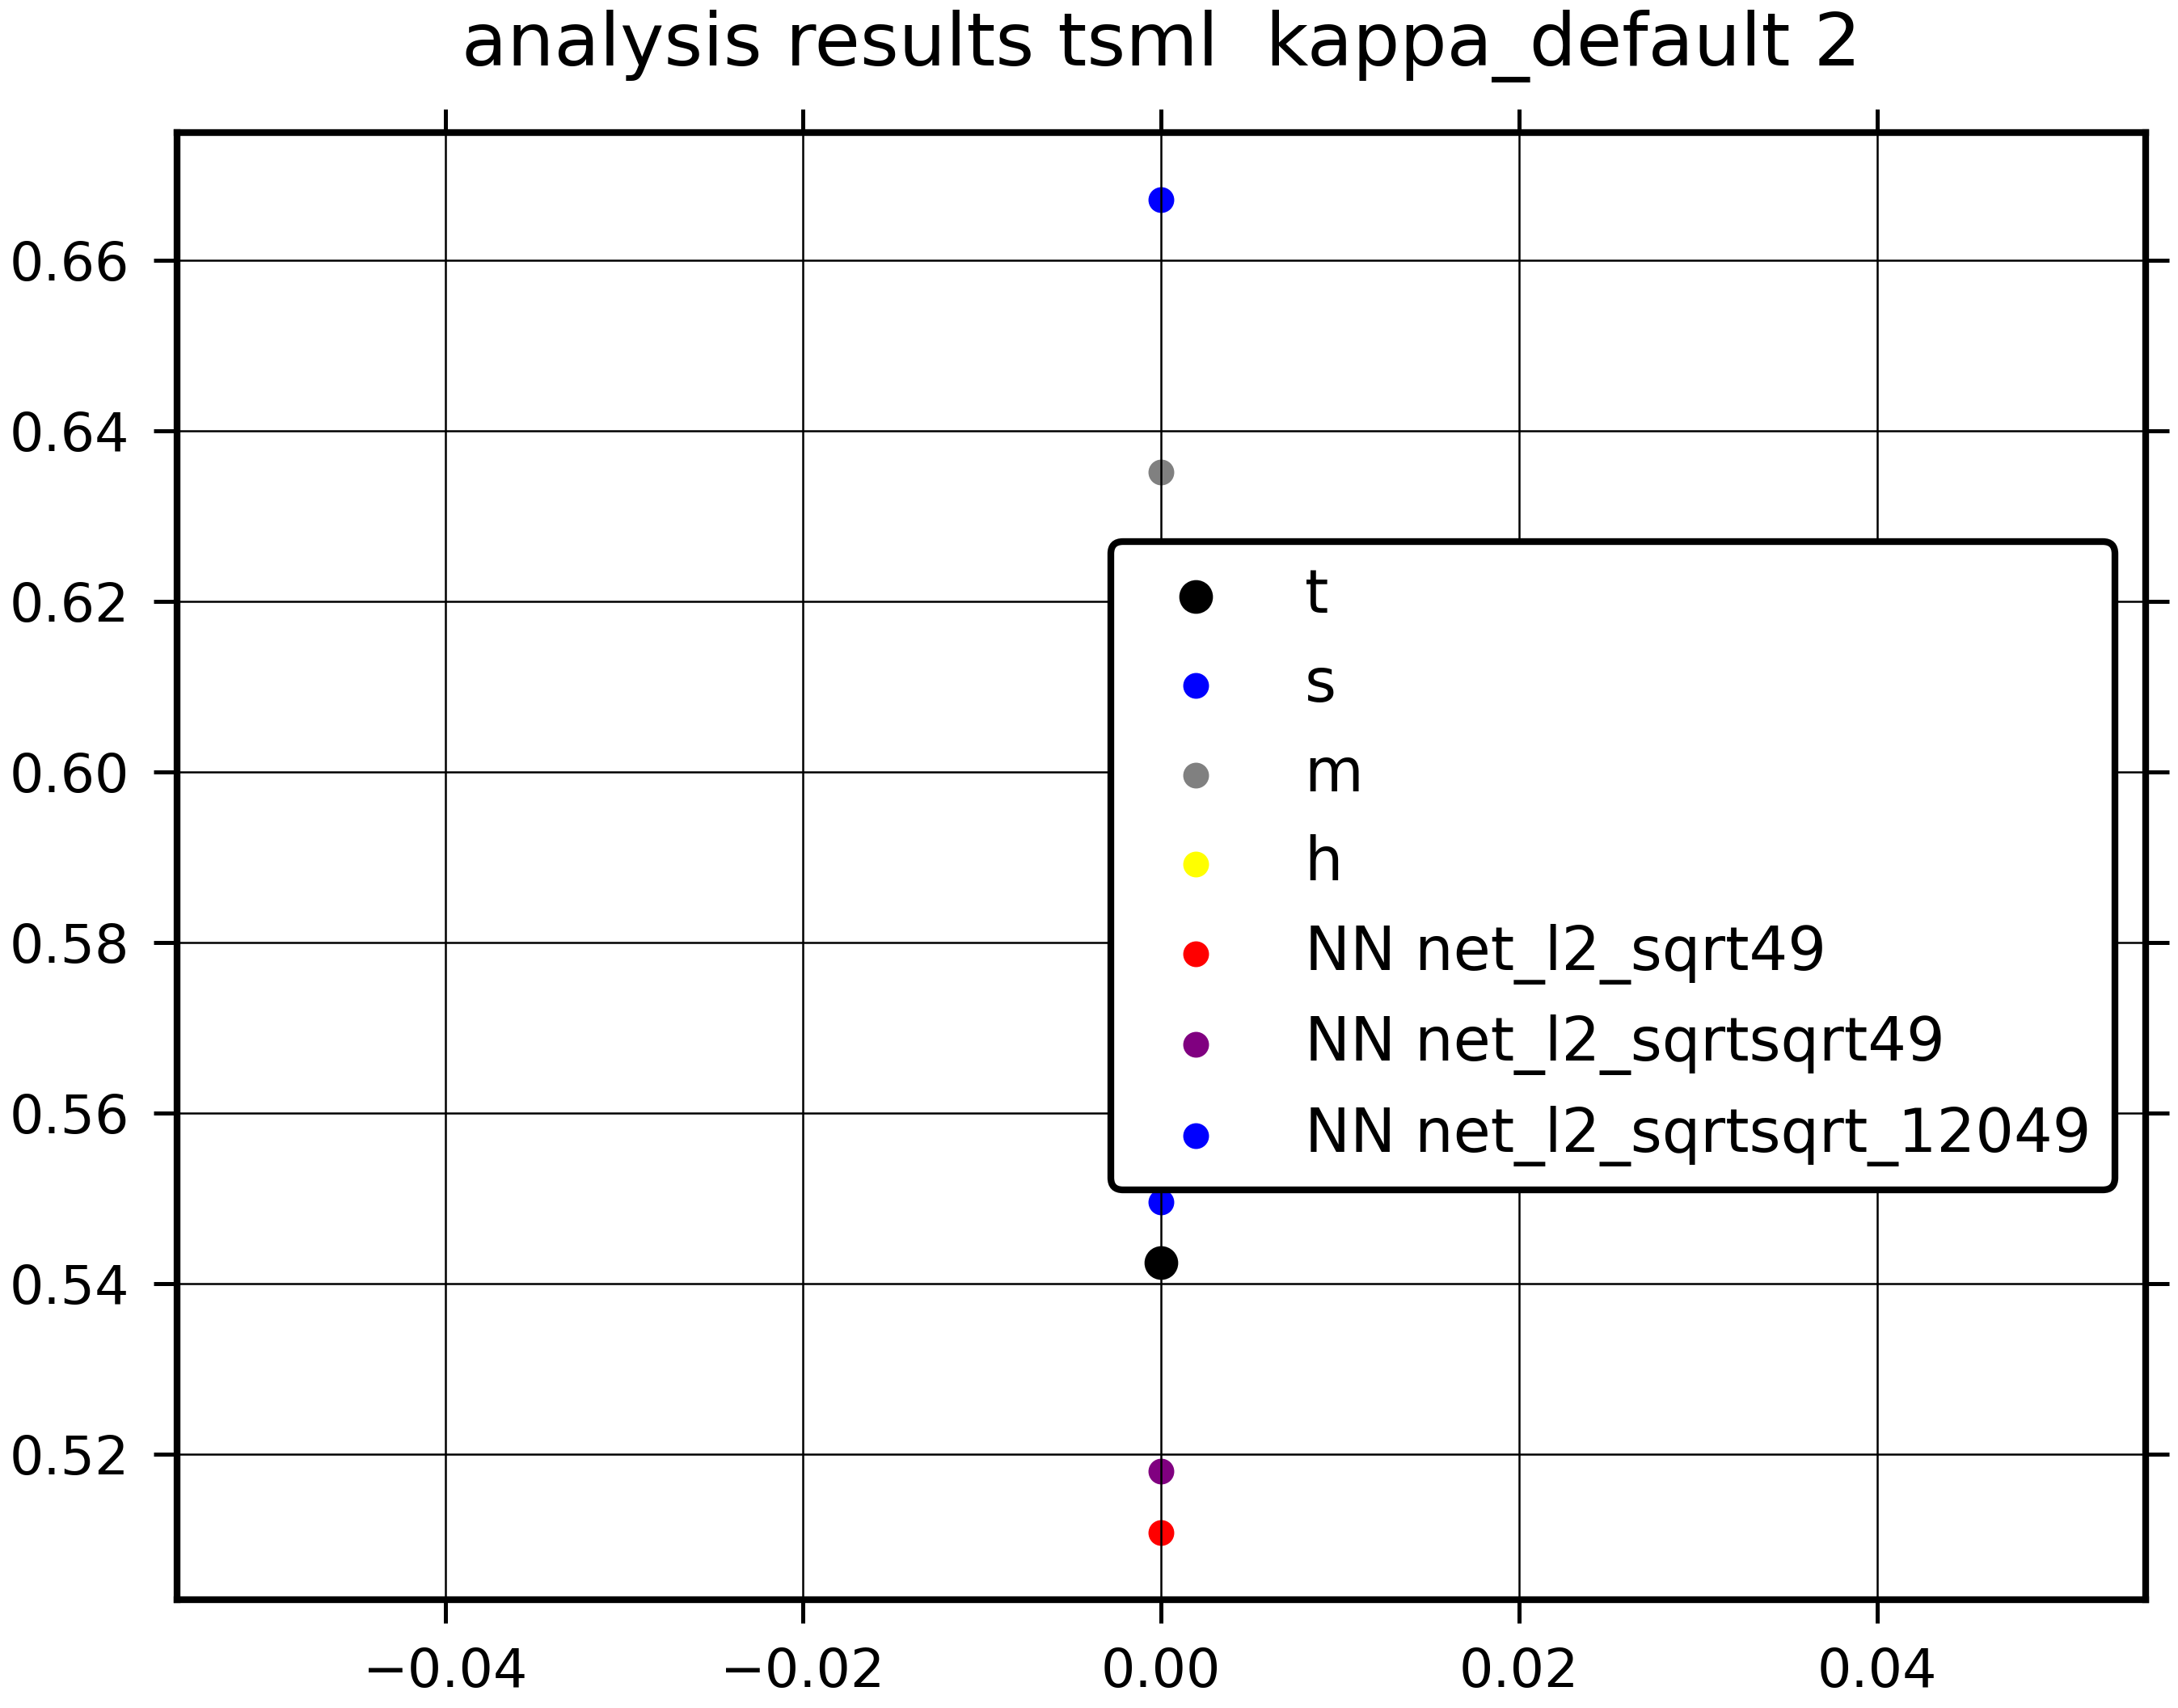 analysis results tsml  kappa_default 2
0.66
0.64
0.62
0.60
0.58
0.56
0.54
0.52
t
s
m
h
NN net_l2_sqrt49
NN net_l2_sqrtsqrt49
NN net_l2_sqrtsqrt_12049
−0.04
−0.02
0.00
0.02
0.04